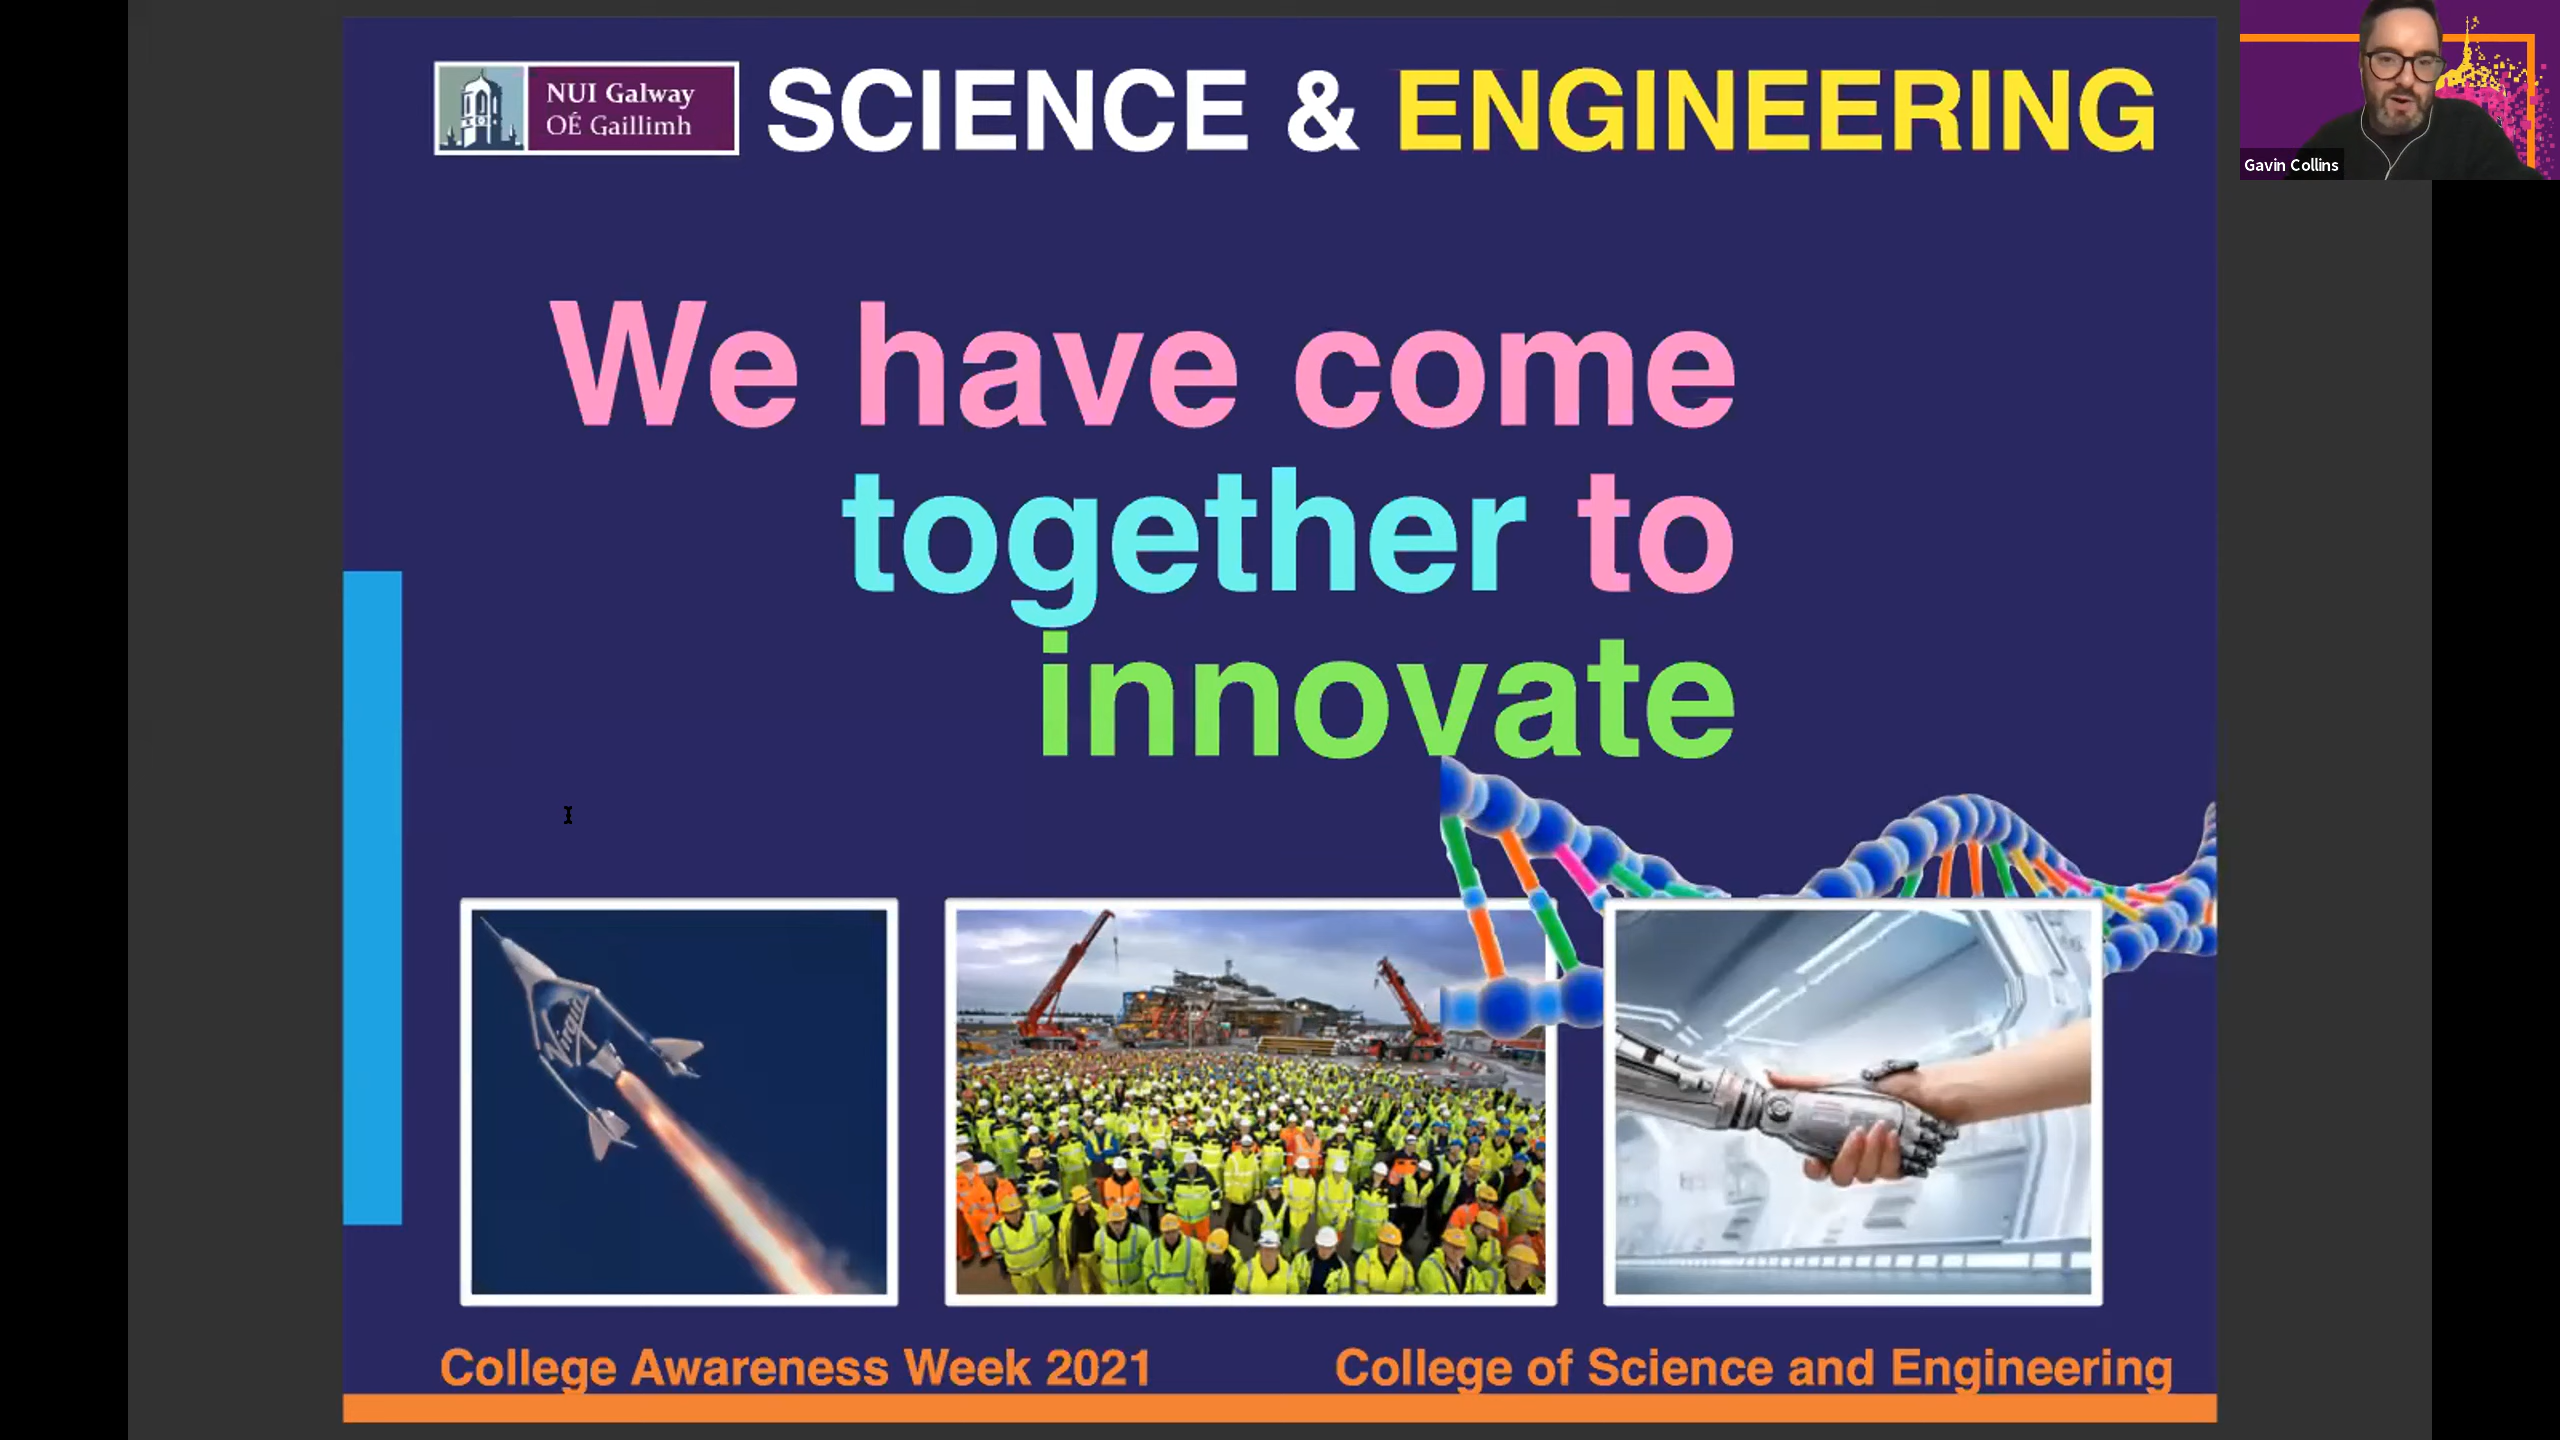 NUI Galway
OÉ Gaillimh
SCIENCE & ENGINEERING
Gavin Collins
We have come
together to
innovate
Virgin
College Awareness Week 2021
College of Science and Engineering